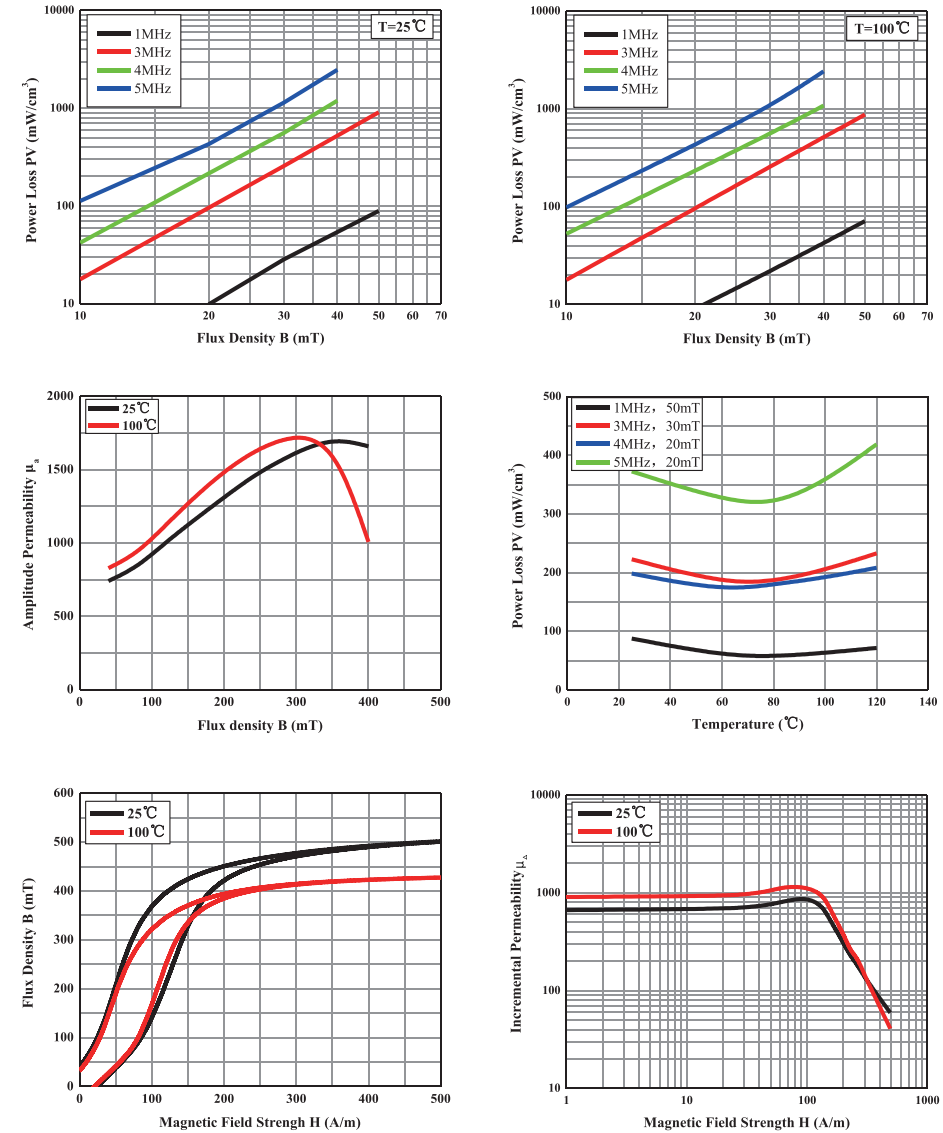 10000
1000
100
10
Power Loss PV (mW/cm³)
1MHz
3MHz
4MHz
5MHz
T=25℃
10 20 30 40 50 60 70
Flux Density B (mT)
10000
1000
100
10
Power Loss PV (mW/cm³)
1MHz
3MHz
4MHz
5MHz
T=100℃
10 20 30 40 50 60 70
Flux Density B (mT)
2000
1500
1000
500
0
Amplitude Permeability μa
25℃
100℃
0 100 200 300 400 500
Flux density B (mT)
500
400
300
200
100
0
Power Loss PV (mW/cm³)
1MHz，50mT
3MHz，30mT
4MHz，20mT
5MHz，20mT
0 20 40 60 80 100 120 140
Temperature (℃)
600
500
400
300
200
100
0
Flux Density B (mT)
25℃
100℃
0 100 200 300 400 500
Magnetic Field Strengh H (A/m)
10000
1000
100
10
Incremental Permeablity μΔ
25℃
100℃
1 10 100 1000
Magnetic Field Strength H (A/m)